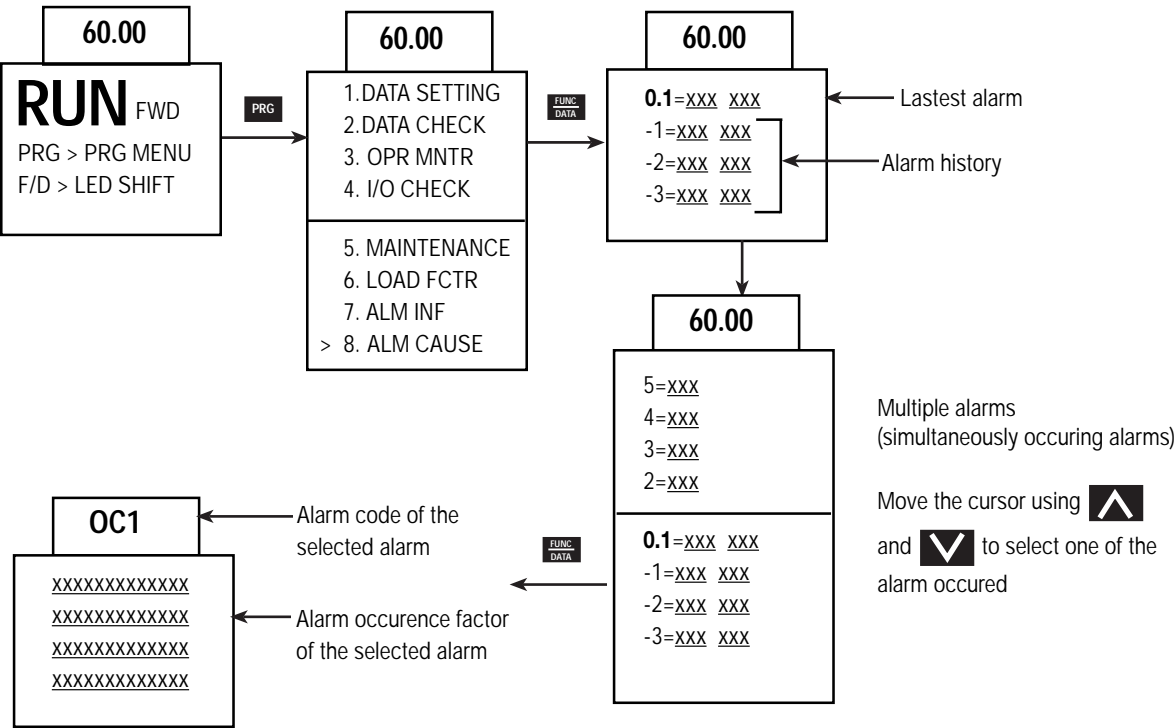 60.00
RUN FWD
PRG > PRG MENU
F/D > LED SHIFT
PRG
60.00
1.DATA SETTING
2.DATA CHECK
3. OPR MNTR
4. I/O CHECK
5. MAINTENANCE
6. LOAD FCTR
7. ALM INF
> 8. ALM CAUSE
FUNC
DATA
60.00
0.1=xxx xxx
-1=xxx xxx
-2=xxx xxx
-3=xxx xxx
Lastest alarm
Alarm history
60.00
5=xxx
4=xxx
3=xxx
2=xxx
0.1=xxx xxx
-1=xxx xxx
-2=xxx xxx
-3=xxx xxx
Multiple alarms
(simultaneously occuring alarms)
Move the cursor using
and to select one of the
alarm occured
FUNC
DATA
OC1
xxxxxxxxxxxxx
xxxxxxxxxxxxx
xxxxxxxxxxxxx
xxxxxxxxxxxxx
Alarm code of the
selected alarm
Alarm occurence factor
of the selected alarm